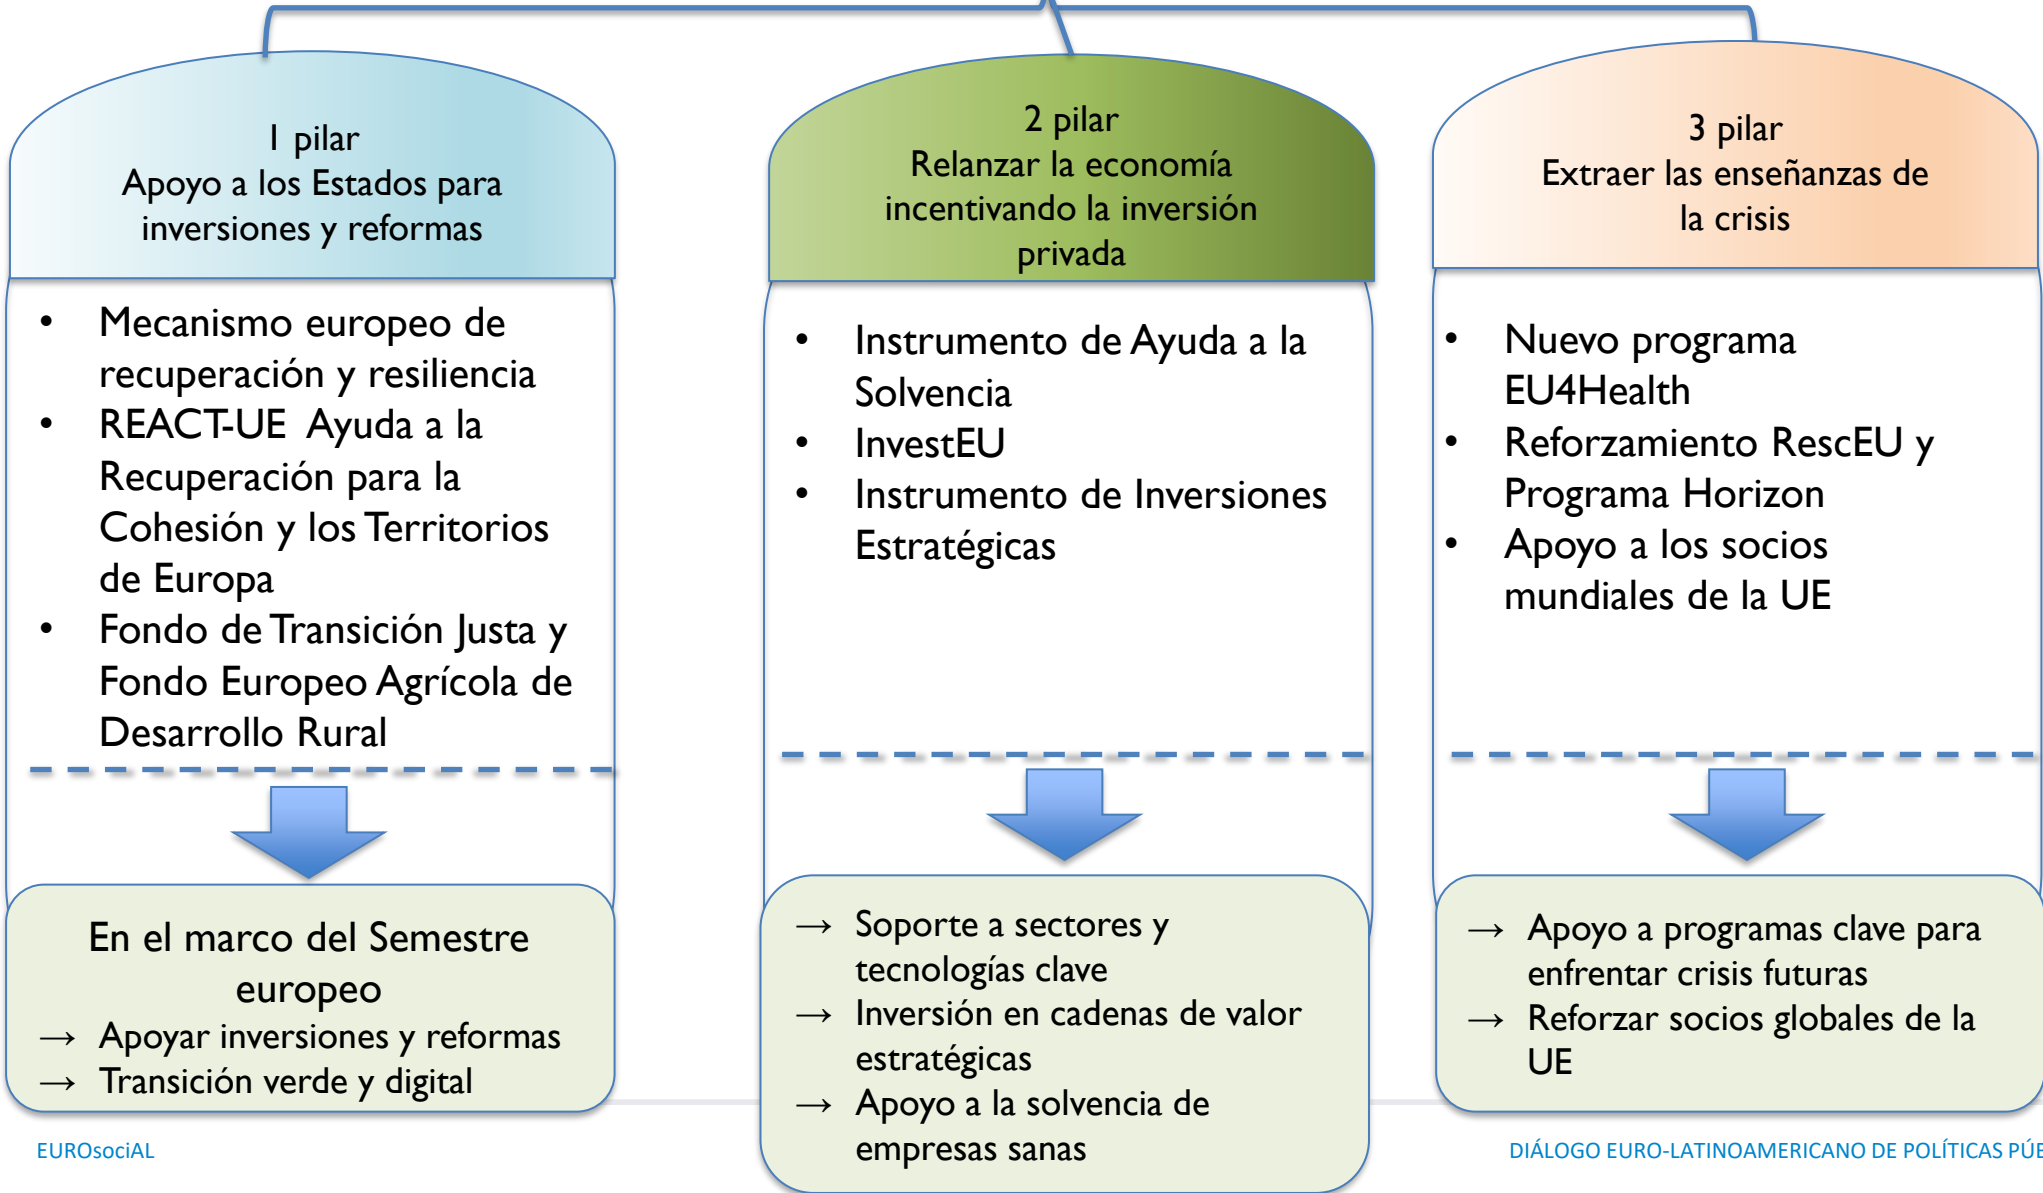 1 pilar
Apoyo a los Estados para
inversiones y reformas
• Mecanismo europeo de
recuperación y resiliencia
• REACT-UE Ayuda a la
Recuperación para la
Cohesión y los Territorios
de Europa
• Fondo de Transición Justa y
Fondo Europeo Agrícola de
Desarrollo Rural
En el marco del Semestre
europeo
→ Apoyar inversiones y reformas
→ Transición verde y digital
2 pilar
Relanzar la economía
incentivando la inversión
privada
• Instrumento de Ayuda a la
Solvencia
• InvestEU
• Instrumento de Inversiones
Estratégicas
→ Soporte a sectores y
tecnologías clave
→ Inversión en cadenas de valor
estratégicas
→ Apoyo a la solvencia de
empresas sanas
3 pilar
Extraer las enseñanzas de
la crisis
• Nuevo programa
EU4Health
• Reforzamiento RescEU y
Programa Horizon
• Apoyo a los socios
mundiales de la UE
→ Apoyo a programas clave para
enfrentar crisis futuras
→ Reforzar socios globales de la
UE
EUROsociAL
DIÁLOGO EURO-LATINOAMERICANO DE POLÍTICAS